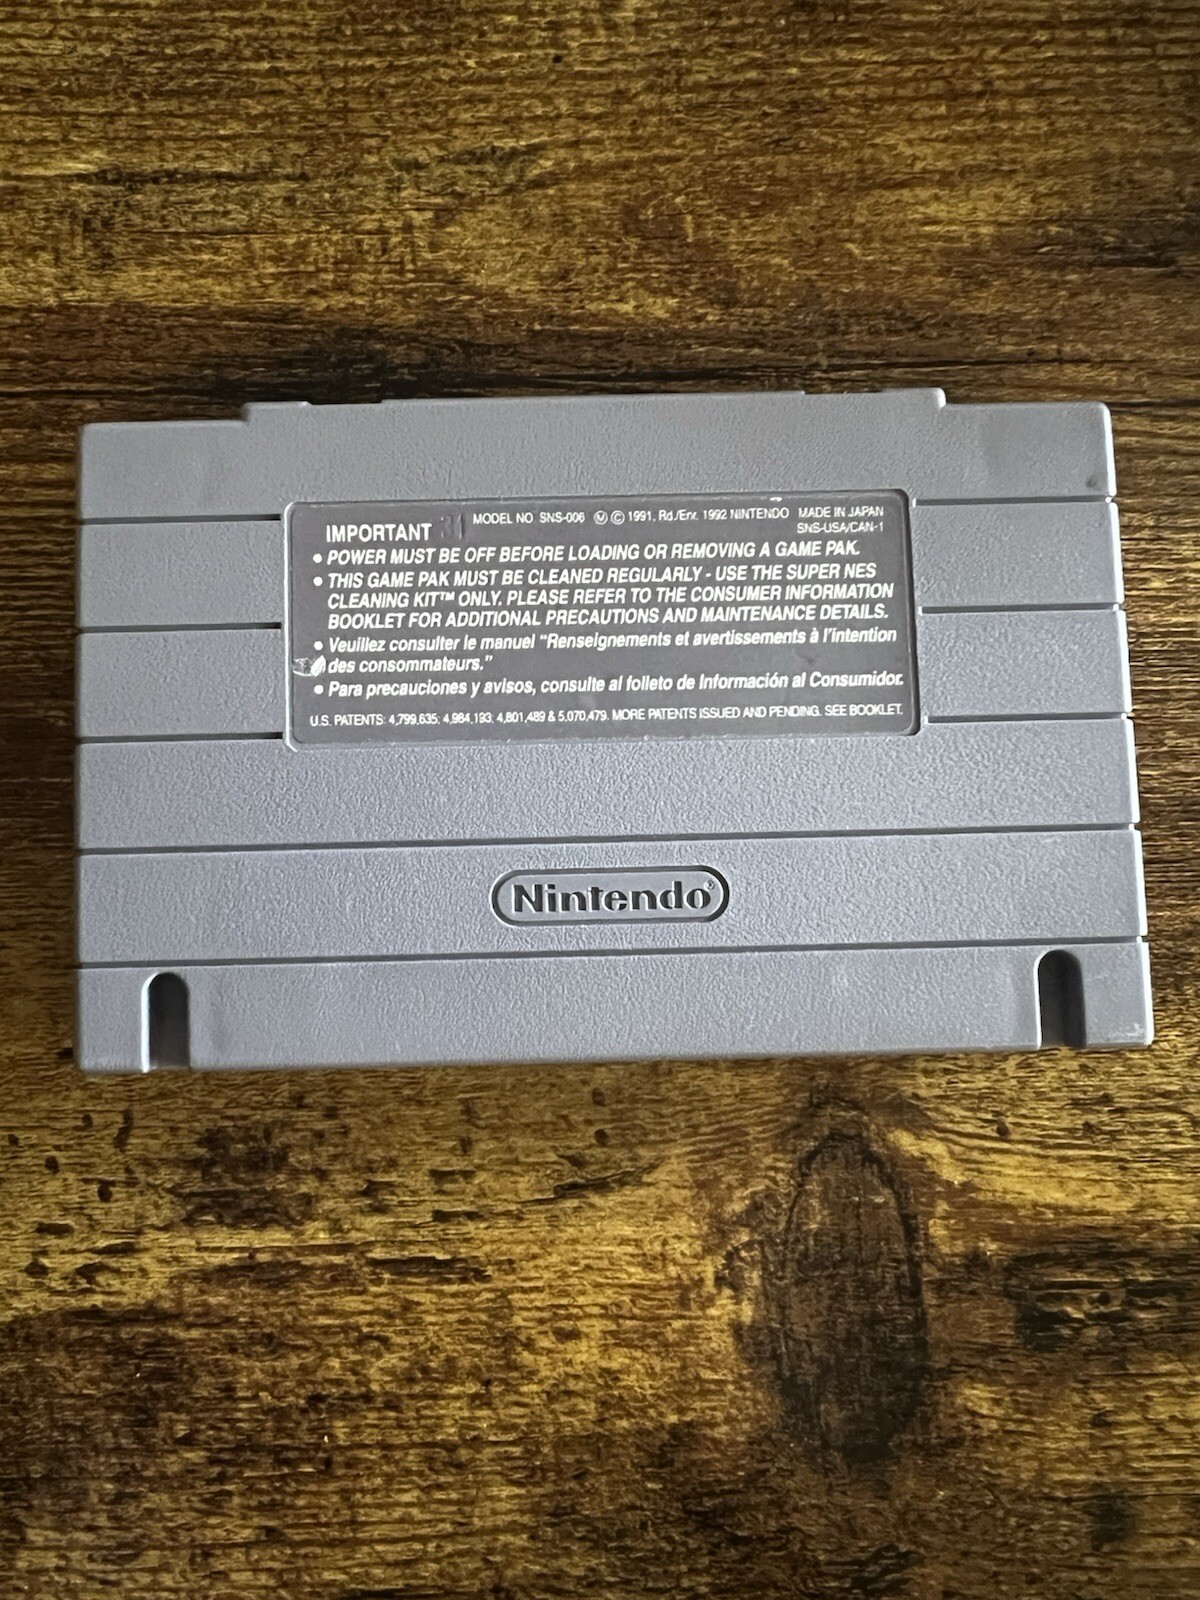 IMPORTANT 31 MODEL NO SNS-006 Ⓜ © 1991, Rd./Enr. 1992 NINTENDO MADE IN JAPAN
SNS-USA/CAN-1
• POWER MUST BE OFF BEFORE LOADING OR REMOVING A GAME PAK.
• THIS GAME PAK MUST BE CLEANED REGULARLY - USE THE SUPER NES
CLEANING KIT™ ONLY. PLEASE REFER TO THE CONSUMER INFORMATION
BOOKLET FOR ADDITIONAL PRECAUTIONS AND MAINTENANCE DETAILS.
• Veuillez consulter le manuel "Renseignements et avertissements à l'intention
des consommateurs."
• Para precauciones y avisos, consulte al folleto de Información al Consumidor.
U.S. PATENTS: 4,799,635; 4,984,193; 4,801,489 & 5,070,479. MORE PATENTS ISSUED AND PENDING. SEE BOOKLET.
Nintendo®